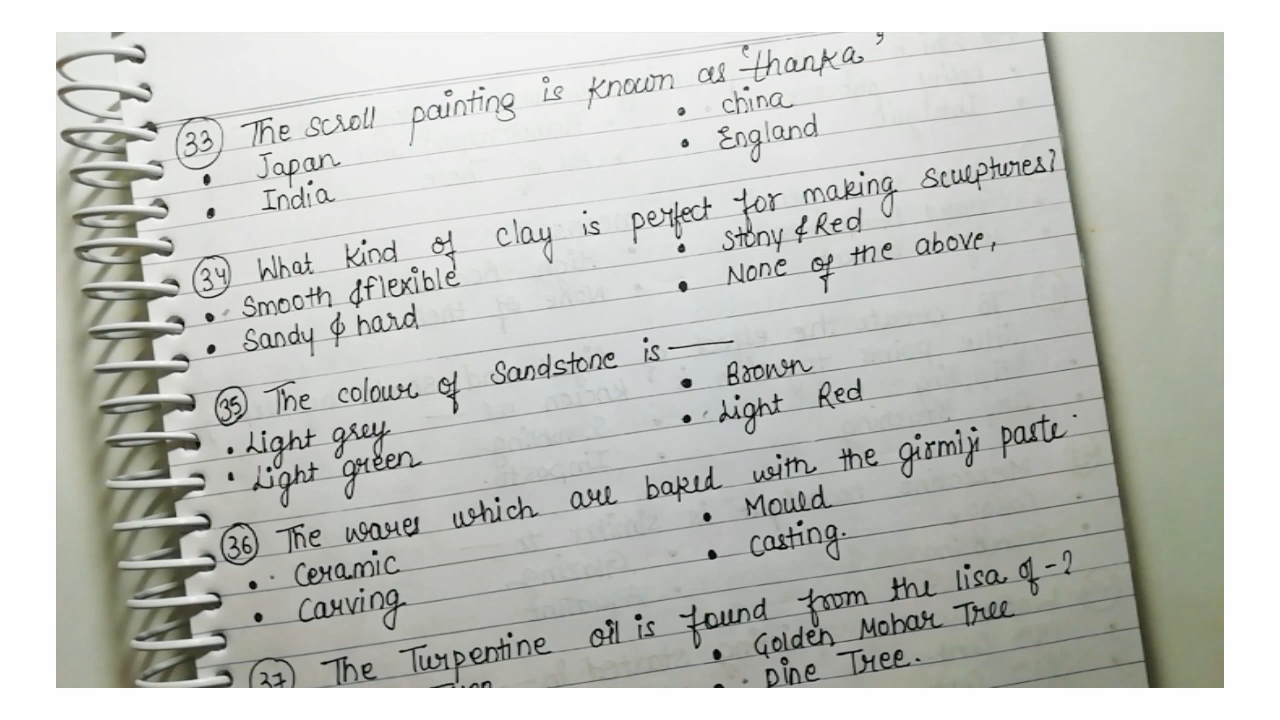 33 The scroll painting is known as 'thanka'
• Japan • china
• India • England
34 What kind of clay is perfect for making sculptures?
• Smooth & flexible • Stony & Red
• Sandy & hard • None of the above,
35 The colour of Sandstone is ——
• Light grey • Brown
• Light green • Light Red
36 The wares which are baked with the girmiji paste.
• Ceramic • Mould
• Carving • Casting.
37 The Turpentine oil is found from the lisa of -?
• Golden Mohar Tree
• Pine Tree.